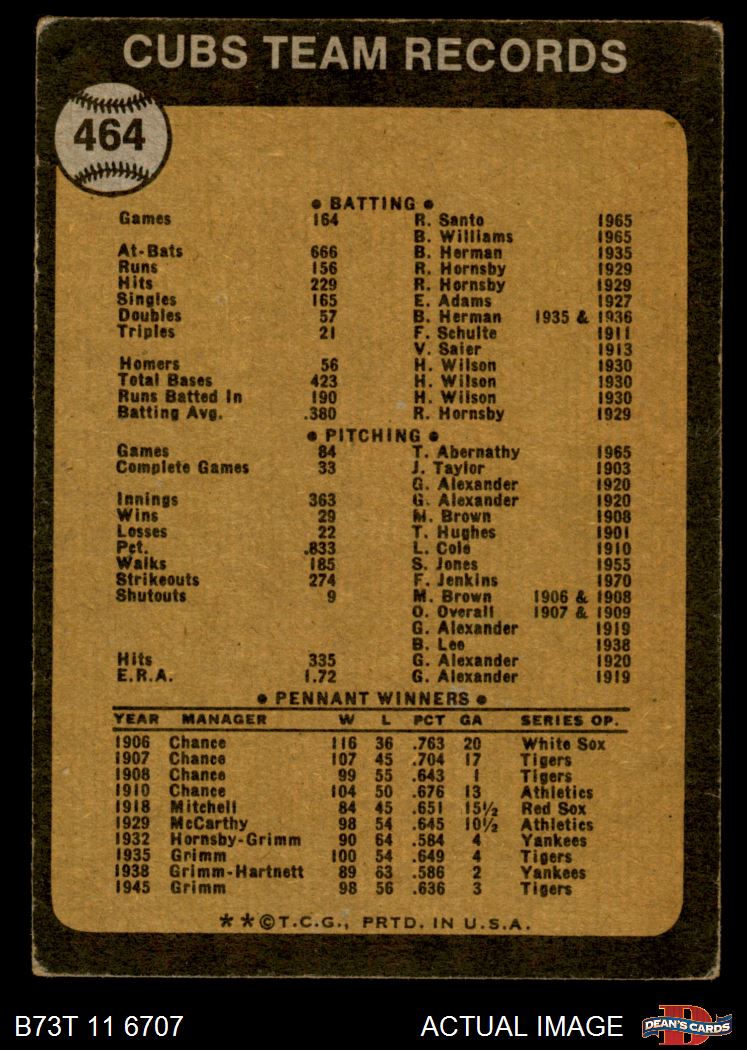 CUBS TEAM RECORDS
464
● BATTING ●
Games 164 R. Santo 1965
B. Williams 1965
At-Bats 666 B. Herman 1935
Runs 156 R. Hornsby 1929
Hits 229 R. Hornsby 1929
Singles 165 E. Adams 1927
Doubles 57 B. Herman 1935 & 1936
Triples 21 F. Schulte 1911
V. Saier 1913
Homers 56 H. Wilson 1930
Total Bases 423 H. Wilson 1930
Runs Batted In 190 H. Wilson 1930
Batting Avg. .380 R. Hornsby 1929
● PITCHING ●
Games 84 T. Abernathy 1965
Complete Games 33 J. Taylor 1903
G. Alexander 1920
Innings 363 G. Alexander 1920
Wins 29 M. Brown 1908
Losses 22 T. Hughes 1901
Pct. .833 L. Cole 1910
Walks 185 S. Jones 1955
Strikeouts 274 F. Jenkins 1970
Shutouts 9 M. Brown 1906 & 1908
O. Overall 1907 & 1909
G. Alexander 1919
B. Lee 1938
Hits 335 G. Alexander 1920
E.R.A. 1.72 G. Alexander 1919
● PENNANT WINNERS ●
YEAR MANAGER W L PCT GA SERIES OP.
1906 Chance 116 36 .763 20 White Sox
1907 Chance 107 45 .704 17 Tigers
1908 Chance 99 55 .643 1 Tigers
1910 Chance 104 50 .676 13 Athletics
1918 Mitchell 84 45 .651 15½ Red Sox
1929 McCarthy 98 54 .645 10½ Athletics
1932 Hornsby-Grimm 90 64 .584 4 Yankees
1935 Grimm 100 54 .649 4 Tigers
1938 Grimm-Hartnett 89 63 .586 2 Yankees
1945 Grimm 98 56 .636 3 Tigers
★ ★ © T.C.G., PRTD. IN U.S.A.
B73T 11 6707 ACTUAL IMAGE D DEAN'S CARDS